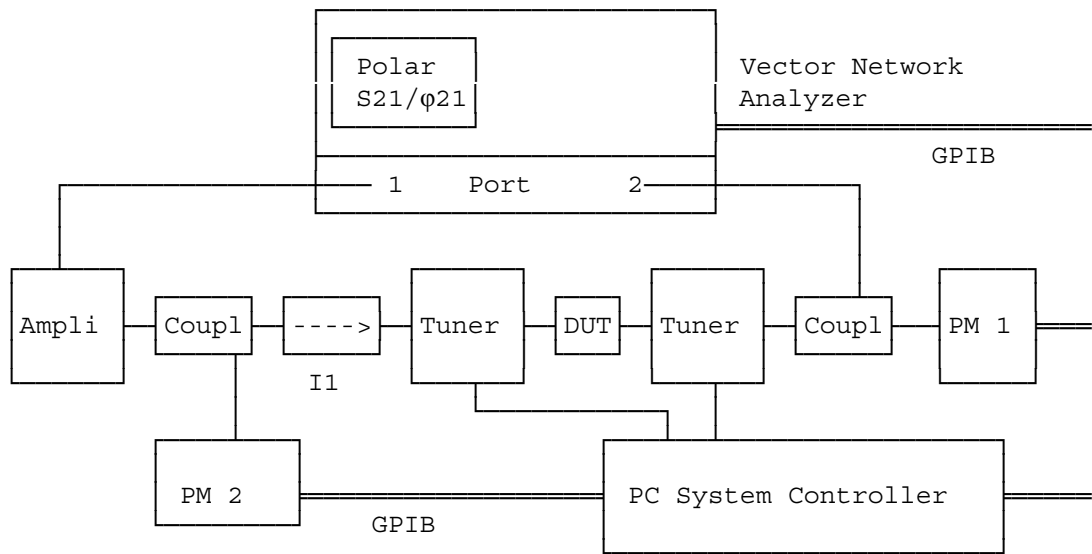 Polar
S21/φ21
Vector Network
Analyzer
GPIB
1 Port 2
Ampli
Coupl
---->
Tuner
DUT
Tuner
Coupl
PM 1
I1
PM 2
PC System Controller
GPIB